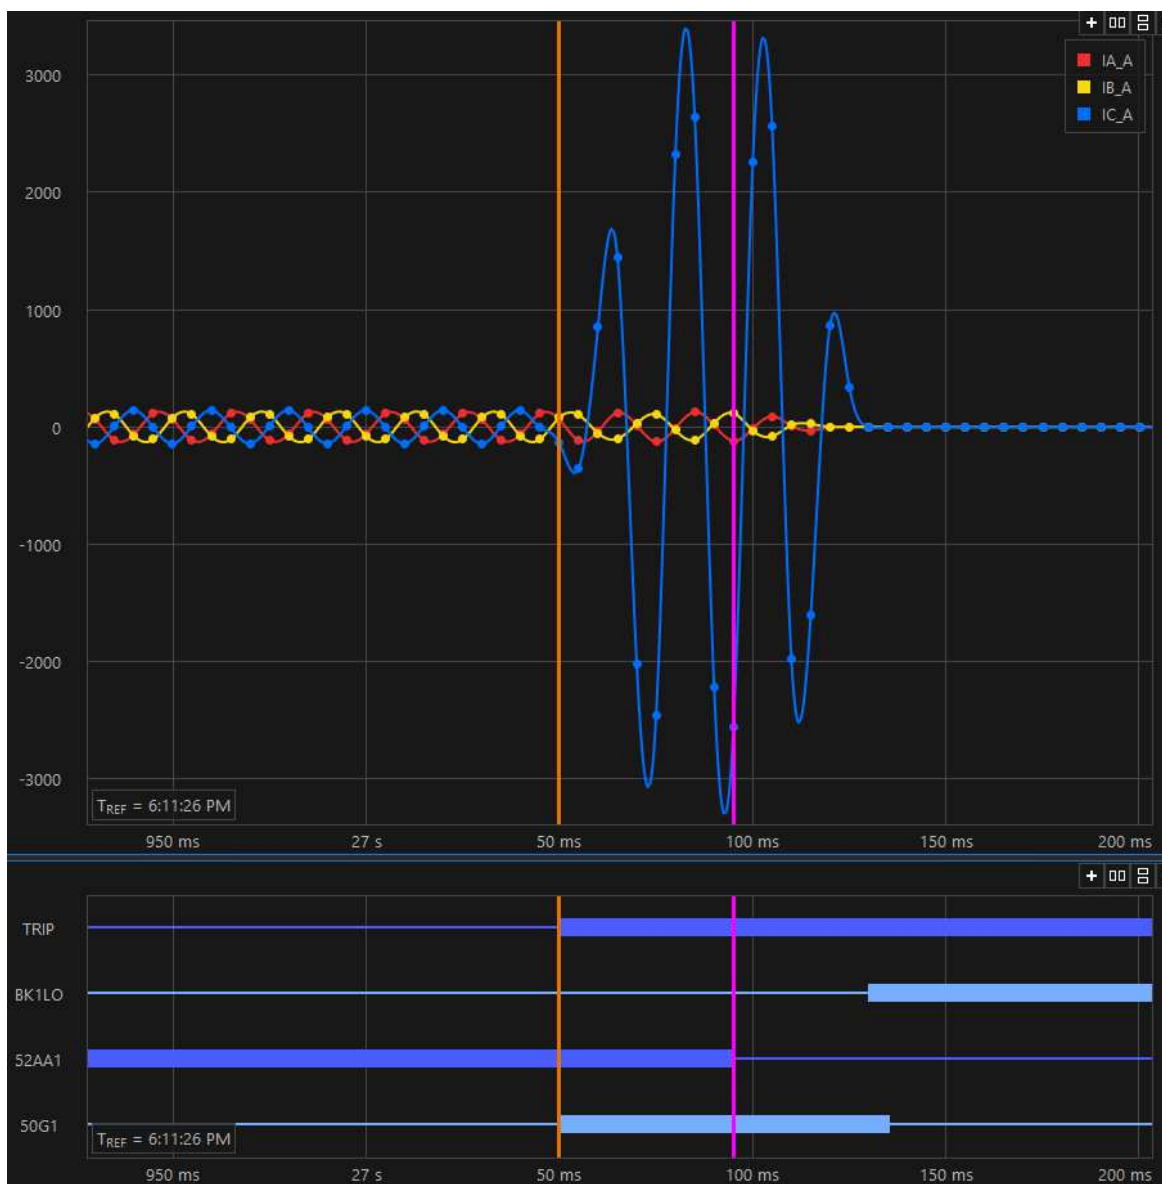 +
IA_A
IB_A
IC_A
3000
2000
1000
0
-1000
-2000
-3000
TREF = 6:11:26 PM
950 ms 27 s 50 ms 100 ms 150 ms 200 ms
+
TRIP
BK1LO
52AA1
50G1
TREF = 6:11:26 PM
950 ms 27 s 50 ms 100 ms 150 ms 200 ms